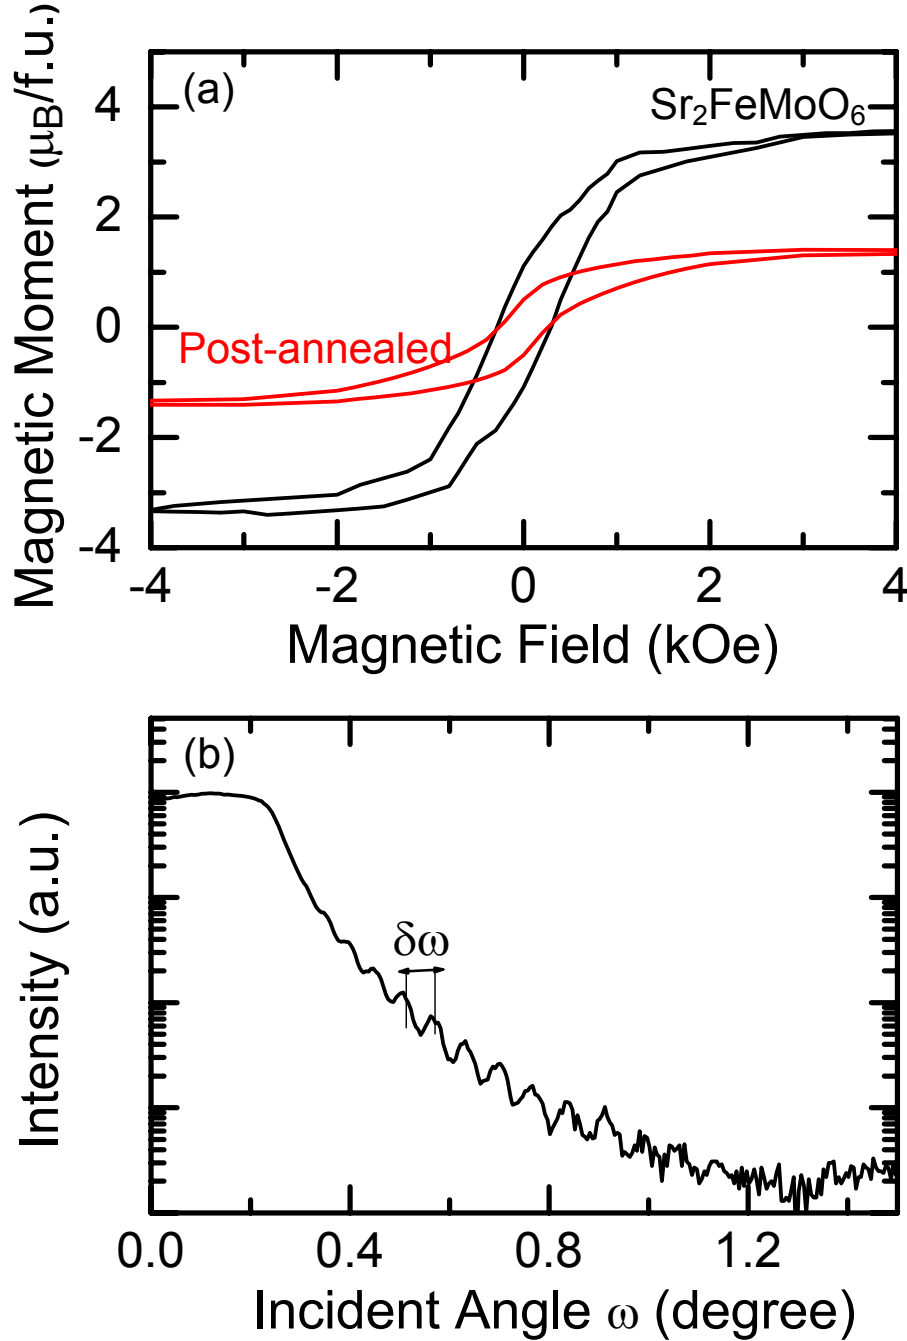 (a)
Sr₂FeMoO₆
Post-annealed
Magnetic Moment (μB/f.u.)
4
2
0
-2
-4
-4 -2 0 2 4
Magnetic Field (kOe)
(b)
δω
Intensity (a.u.)
0.0 0.4 0.8 1.2
Incident Angle ω (degree)